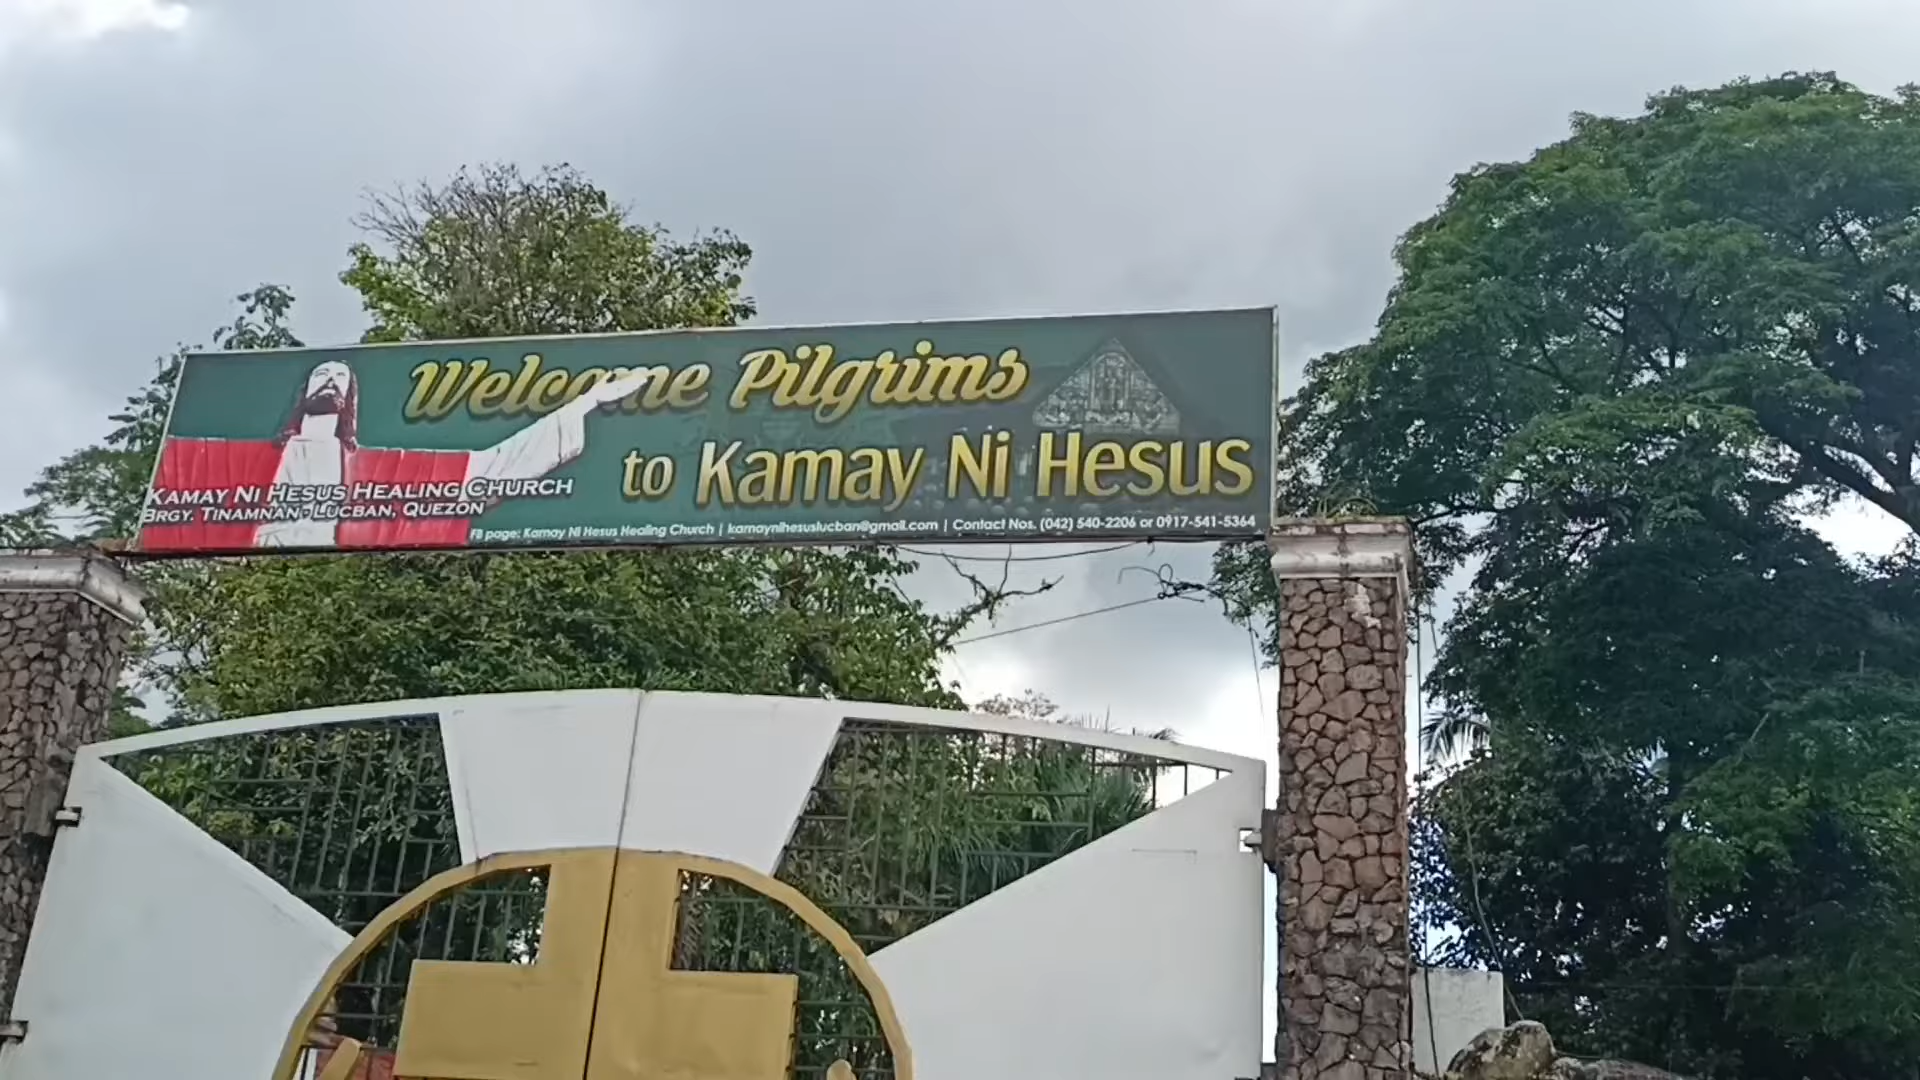 Welcome Pilgrims
to Kamay Ni Hesus
KAMAY NI HESUS HEALING CHURCH
BRGY. TINAMNAN - LUCBAN, QUEZON
FB page: Kamay Ni Hesus Healing Church | kamaynihesuslucban@gmail.com | Contact Nos. (042) 540-2206 or 0917-541-5364